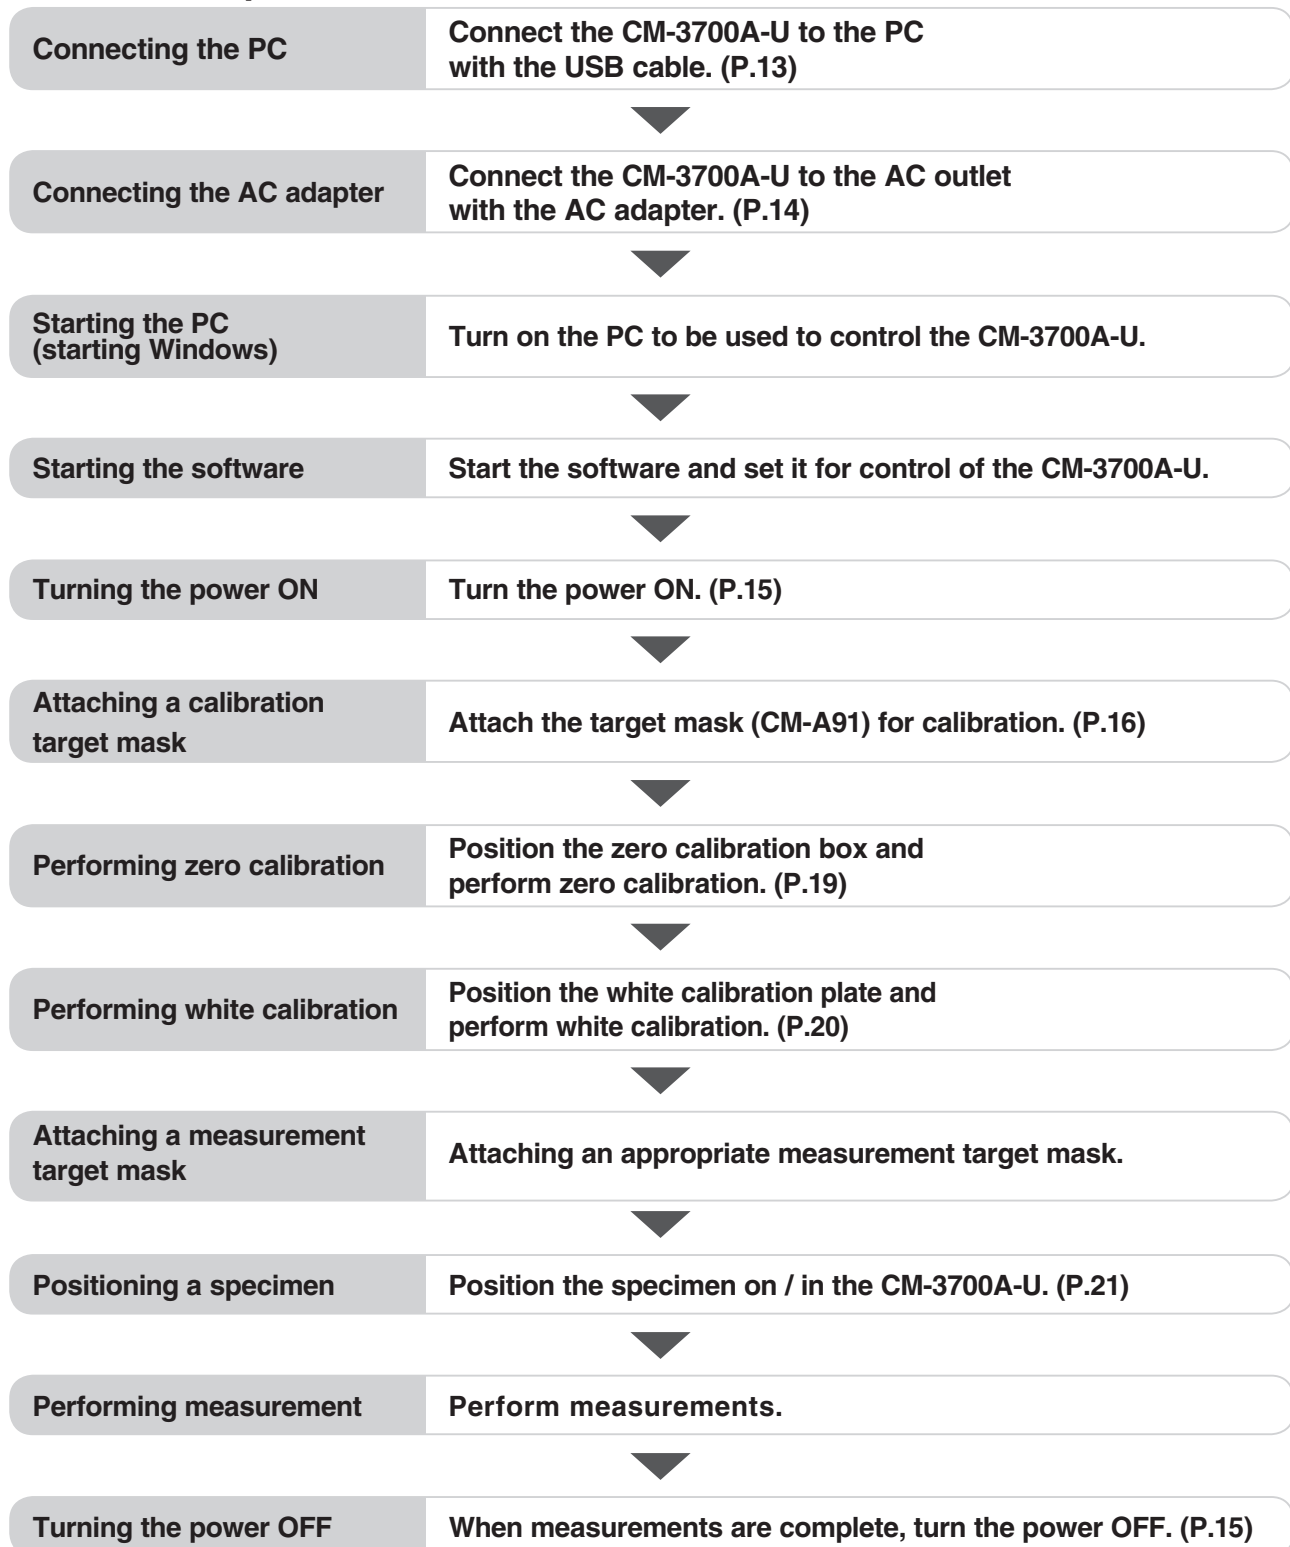 Connecting the PC
Connect the CM-3700A-U to the PC
with the USB cable. (P.13)
Connecting the AC adapter
Connect the CM-3700A-U to the AC outlet
with the AC adapter. (P.14)
Starting the PC
(starting Windows)
Turn on the PC to be used to control the CM-3700A-U.
Starting the software
Start the software and set it for control of the CM-3700A-U.
Turning the power ON
Turn the power ON. (P.15)
Attaching a calibration
target mask
Attach the target mask (CM-A91) for calibration. (P.16)
Performing zero calibration
Position the zero calibration box and
perform zero calibration. (P.19)
Performing white calibration
Position the white calibration plate and
perform white calibration. (P.20)
Attaching a measurement
target mask
Attaching an appropriate measurement target mask.
Positioning a specimen
Position the specimen on / in the CM-3700A-U. (P.21)
Performing measurement
Perform measurements.
Turning the power OFF
When measurements are complete, turn the power OFF. (P.15)